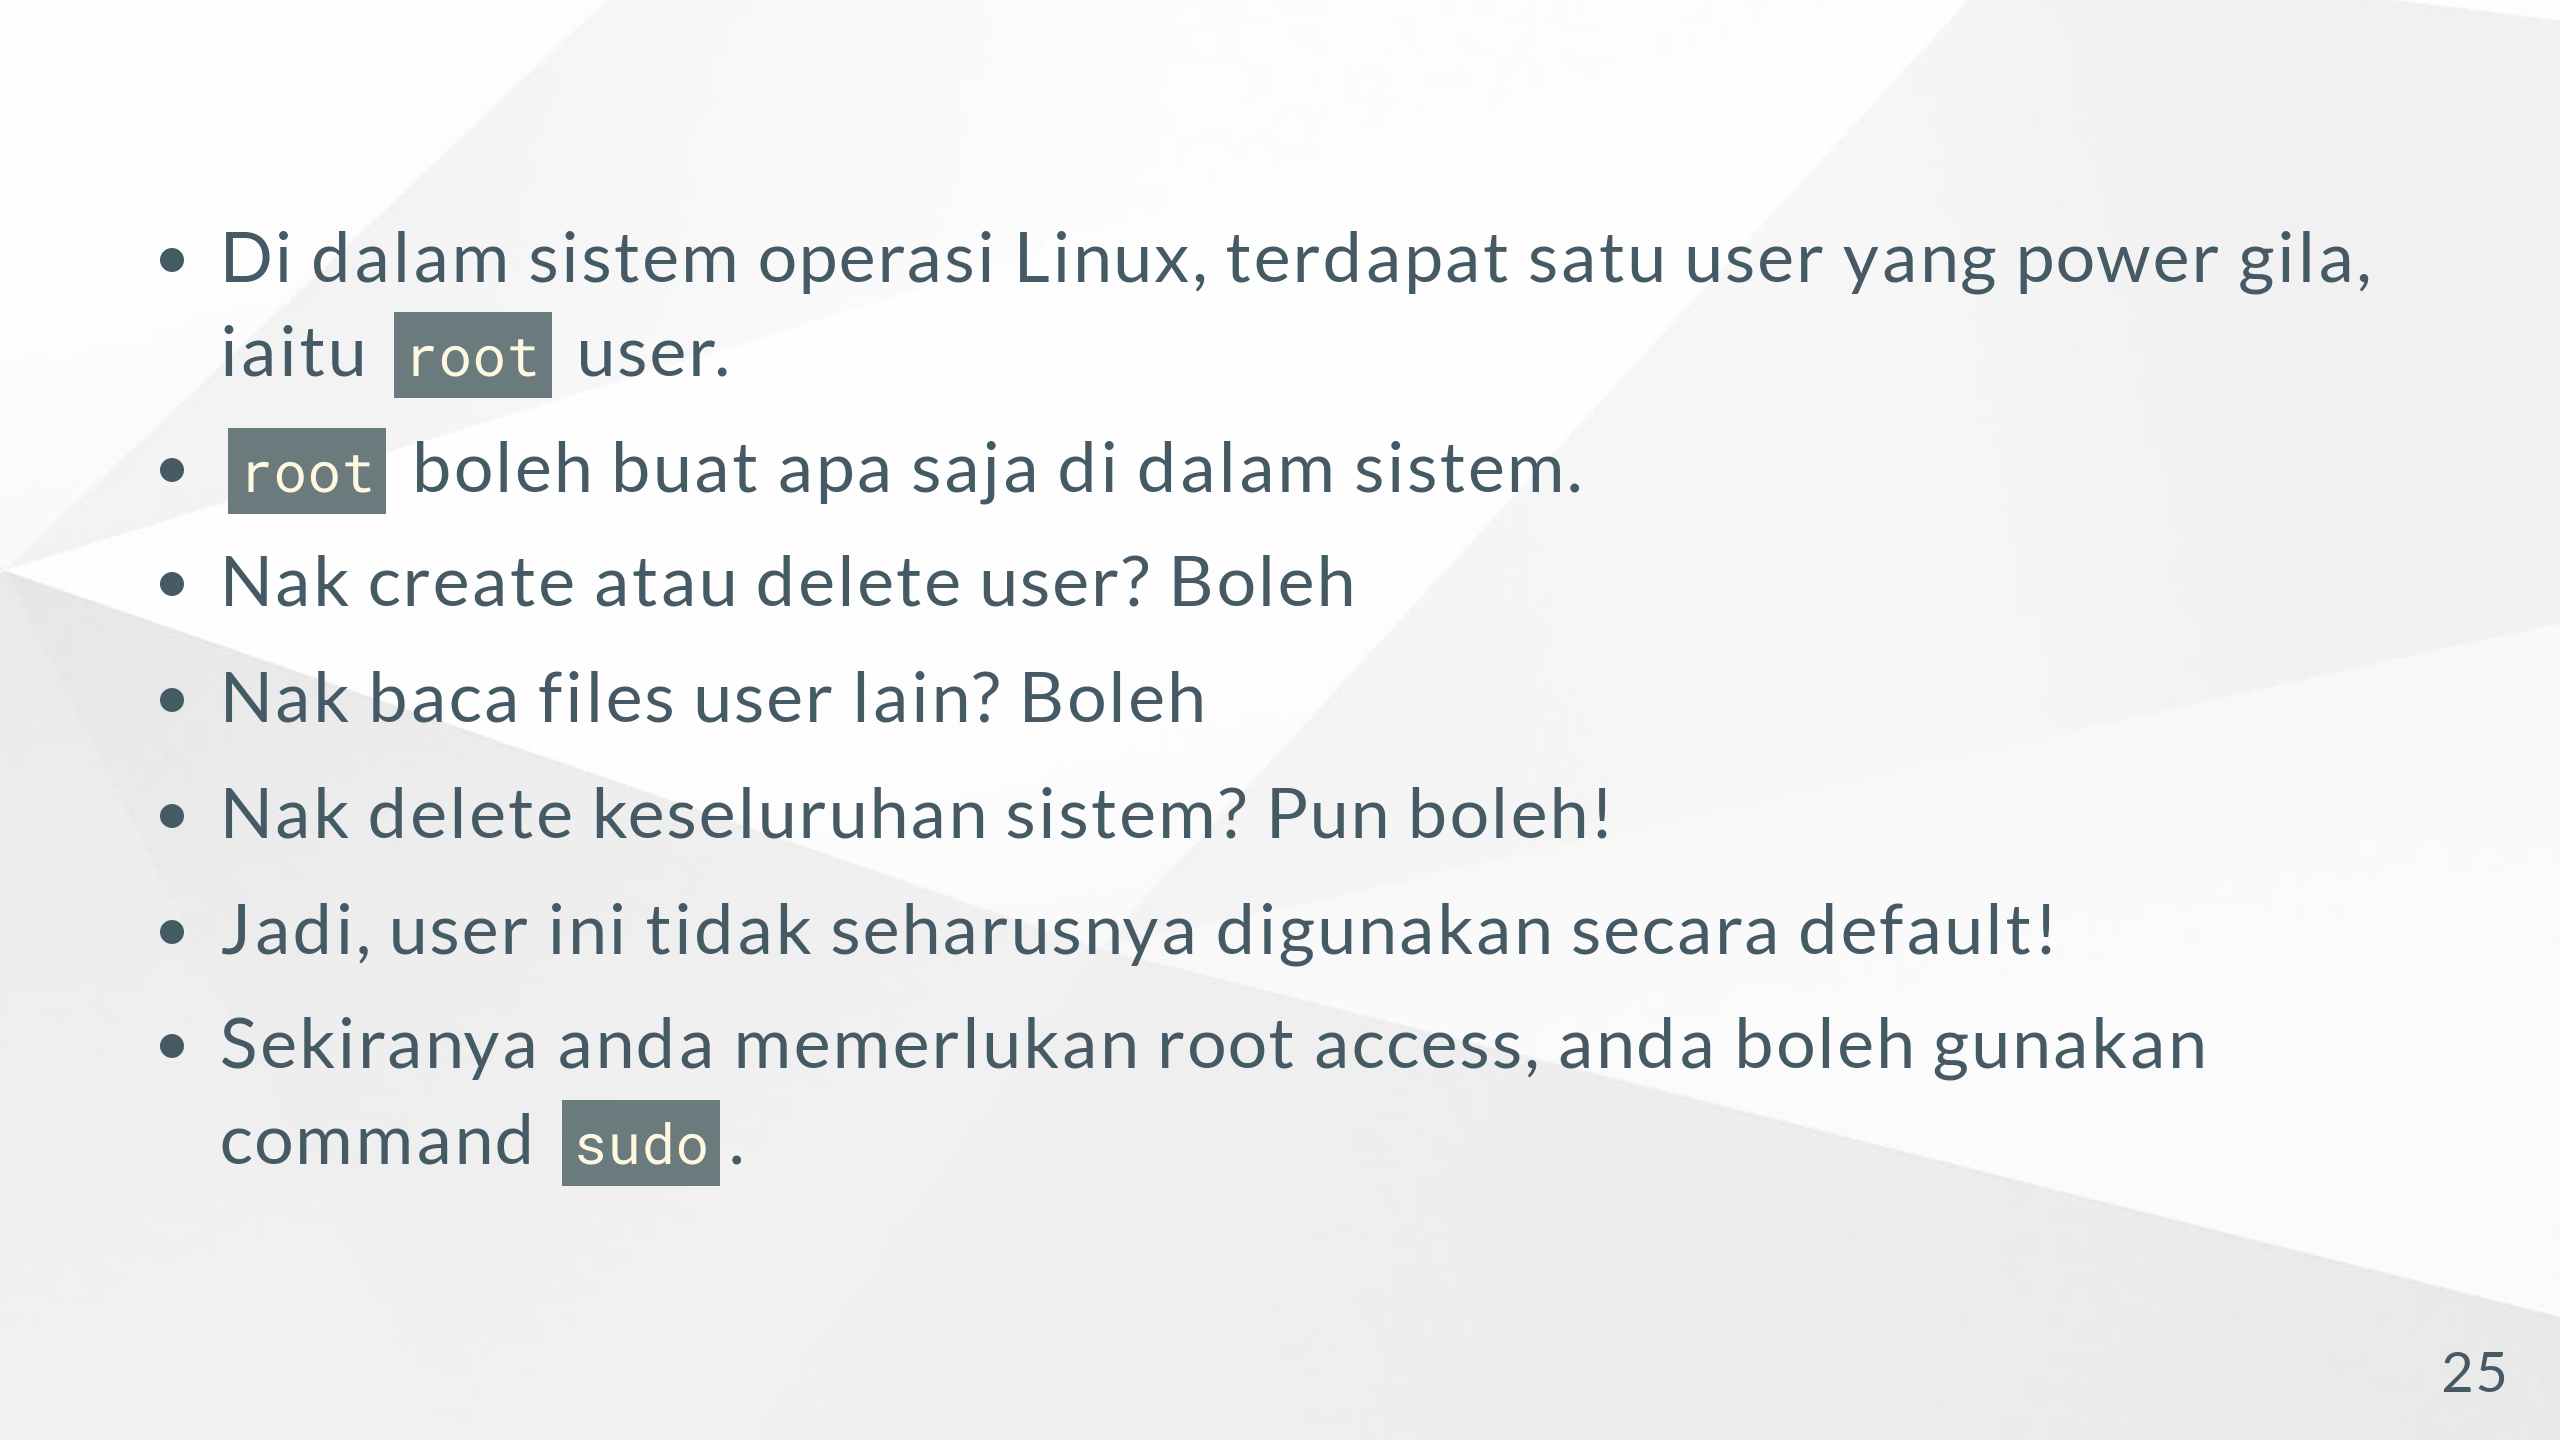 • Di dalam sistem operasi Linux, terdapat satu user yang power gila,
iaitu root user.
• root boleh buat apa saja di dalam sistem.
• Nak create atau delete user? Boleh
• Nak baca files user lain? Boleh
• Nak delete keseluruhan sistem? Pun boleh!
• Jadi, user ini tidak seharusnya digunakan secara default!
• Sekiranya anda memerlukan root access, anda boleh gunakan
command sudo.
25